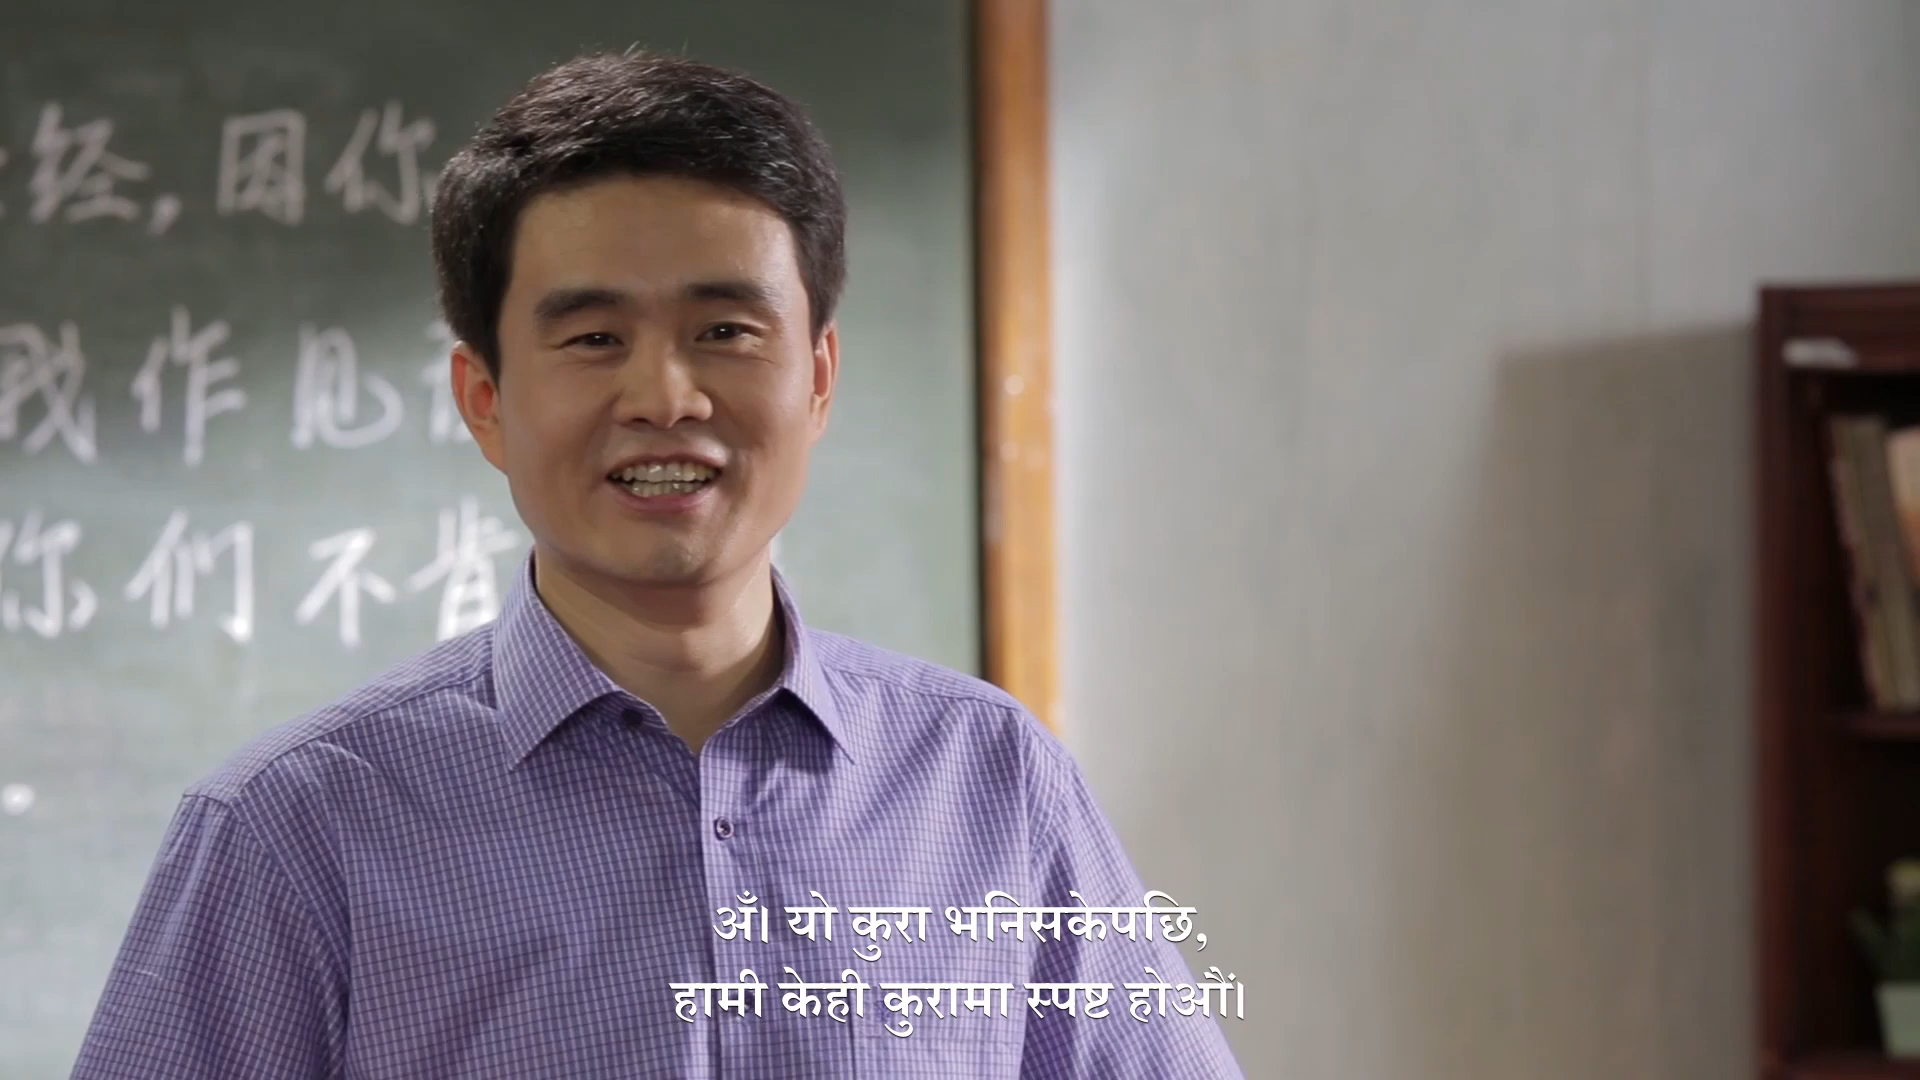 经，因你
我作见
你们不肯
अँ। यो कुरा भनिसकेपछि,
हामी केही कुरामा स्पष्ट होऔं।